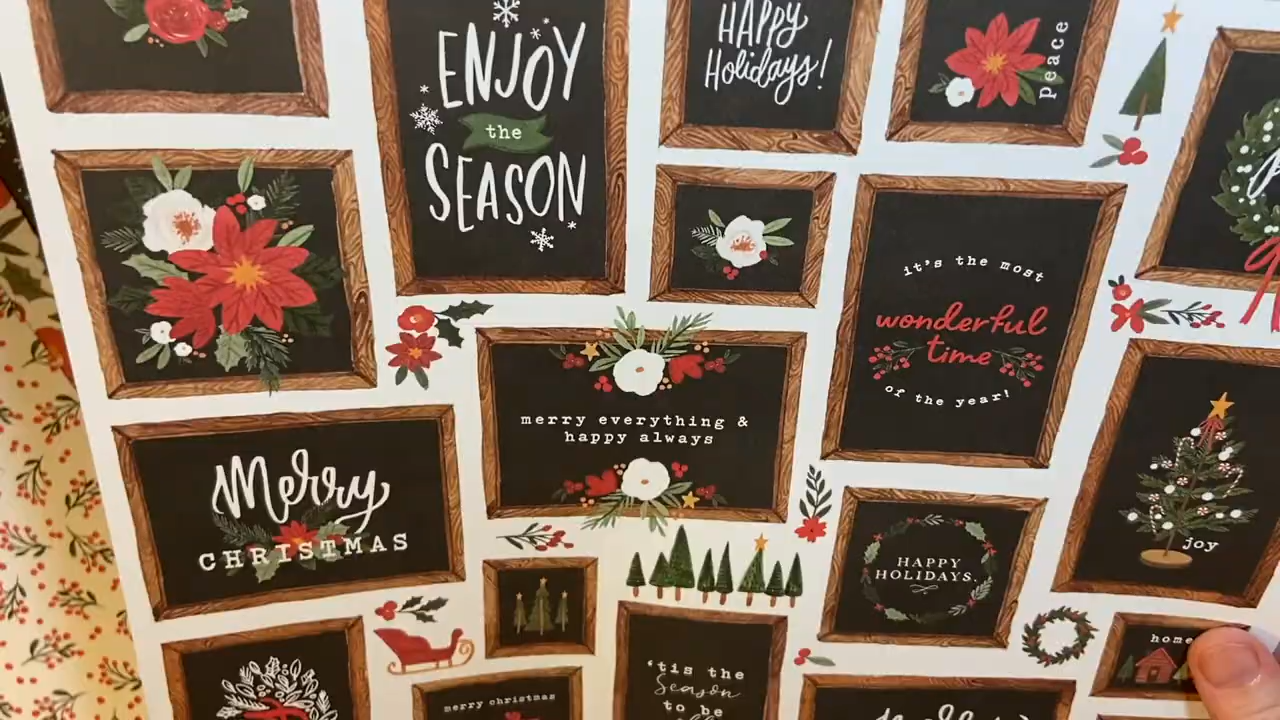 ENJOY
the
SEASON
HAPPY
Holidays!
peace
it's the most
wonderful
time
of the year!
merry everything &
happy always
Merry
CHRISTMAS
HAPPY
HOLIDAYS.
joy
home
'tis the
Season
to be
merry christmas